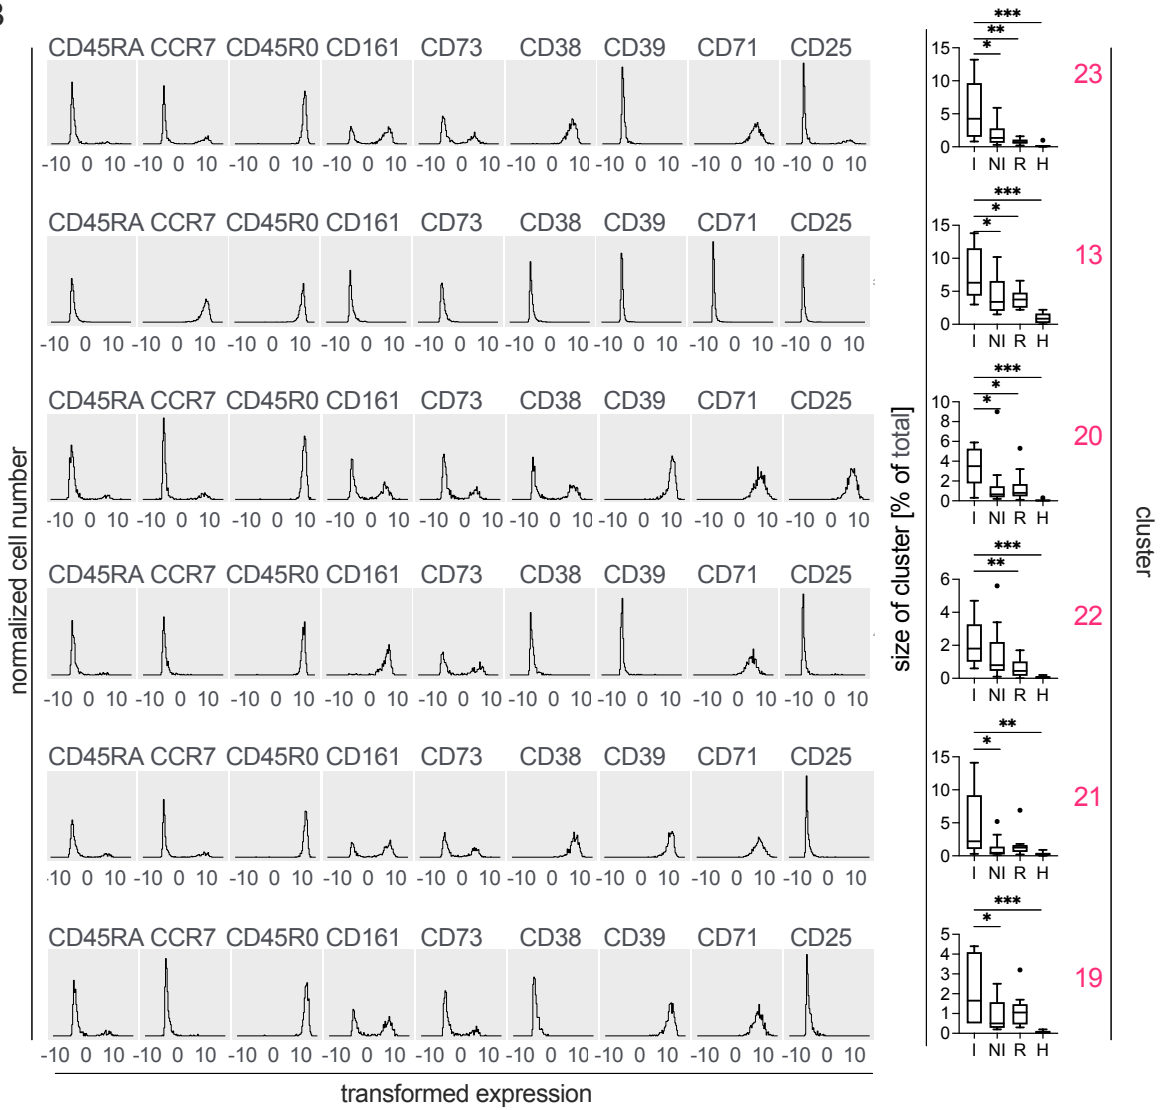 B
CD45RA CCR7 CD45R0 CD161 CD73 CD38 CD39 CD71 CD25
-10 0 10 -10 0 10 -10 0 10 -10 0 10 -10 0 10 -10 0 10 -10 0 10 -10 0 10 -10 0 10
*** ** *
15 10 5 0
I NI R H
23
CD45RA CCR7 CD45R0 CD161 CD73 CD38 CD39 CD71 CD25
-10 0 10 -10 0 10 -10 0 10 -10 0 10 -10 0 10 -10 0 10 -10 0 10 -10 0 10 -10 0 10
*** * *
15 10 5 0
I NI R H
13
CD45RA CCR7 CD45R0 CD161 CD73 CD38 CD39 CD71 CD25
-10 0 10 -10 0 10 -10 0 10 -10 0 10 -10 0 10 -10 0 10 -10 0 10 -10 0 10 -10 0 10
*** * *
10 8 6 4 2 0
I NI R H
20
CD45RA CCR7 CD45R0 CD161 CD73 CD38 CD39 CD71 CD25
-10 0 10 -10 0 10 -10 0 10 -10 0 10 -10 0 10 -10 0 10 -10 0 10 -10 0 10 -10 0 10
*** **
6 4 2 0
I NI R H
22
CD45RA CCR7 CD45R0 CD161 CD73 CD38 CD39 CD71 CD25
-10 0 10 -10 0 10 -10 0 10 -10 0 10 -10 0 10 -10 0 10 -10 0 10 -10 0 10 -10 0 10
** *
15 10 5 0
I NI R H
21
CD45RA CCR7 CD45R0 CD161 CD73 CD38 CD39 CD71 CD25
-10 0 10 -10 0 10 -10 0 10 -10 0 10 -10 0 10 -10 0 10 -10 0 10 -10 0 10 -10 0 10
*** *
5 4 3 2 1 0
I NI R H
19
normalized cell number
transformed expression
size of cluster [% of total]
cluster